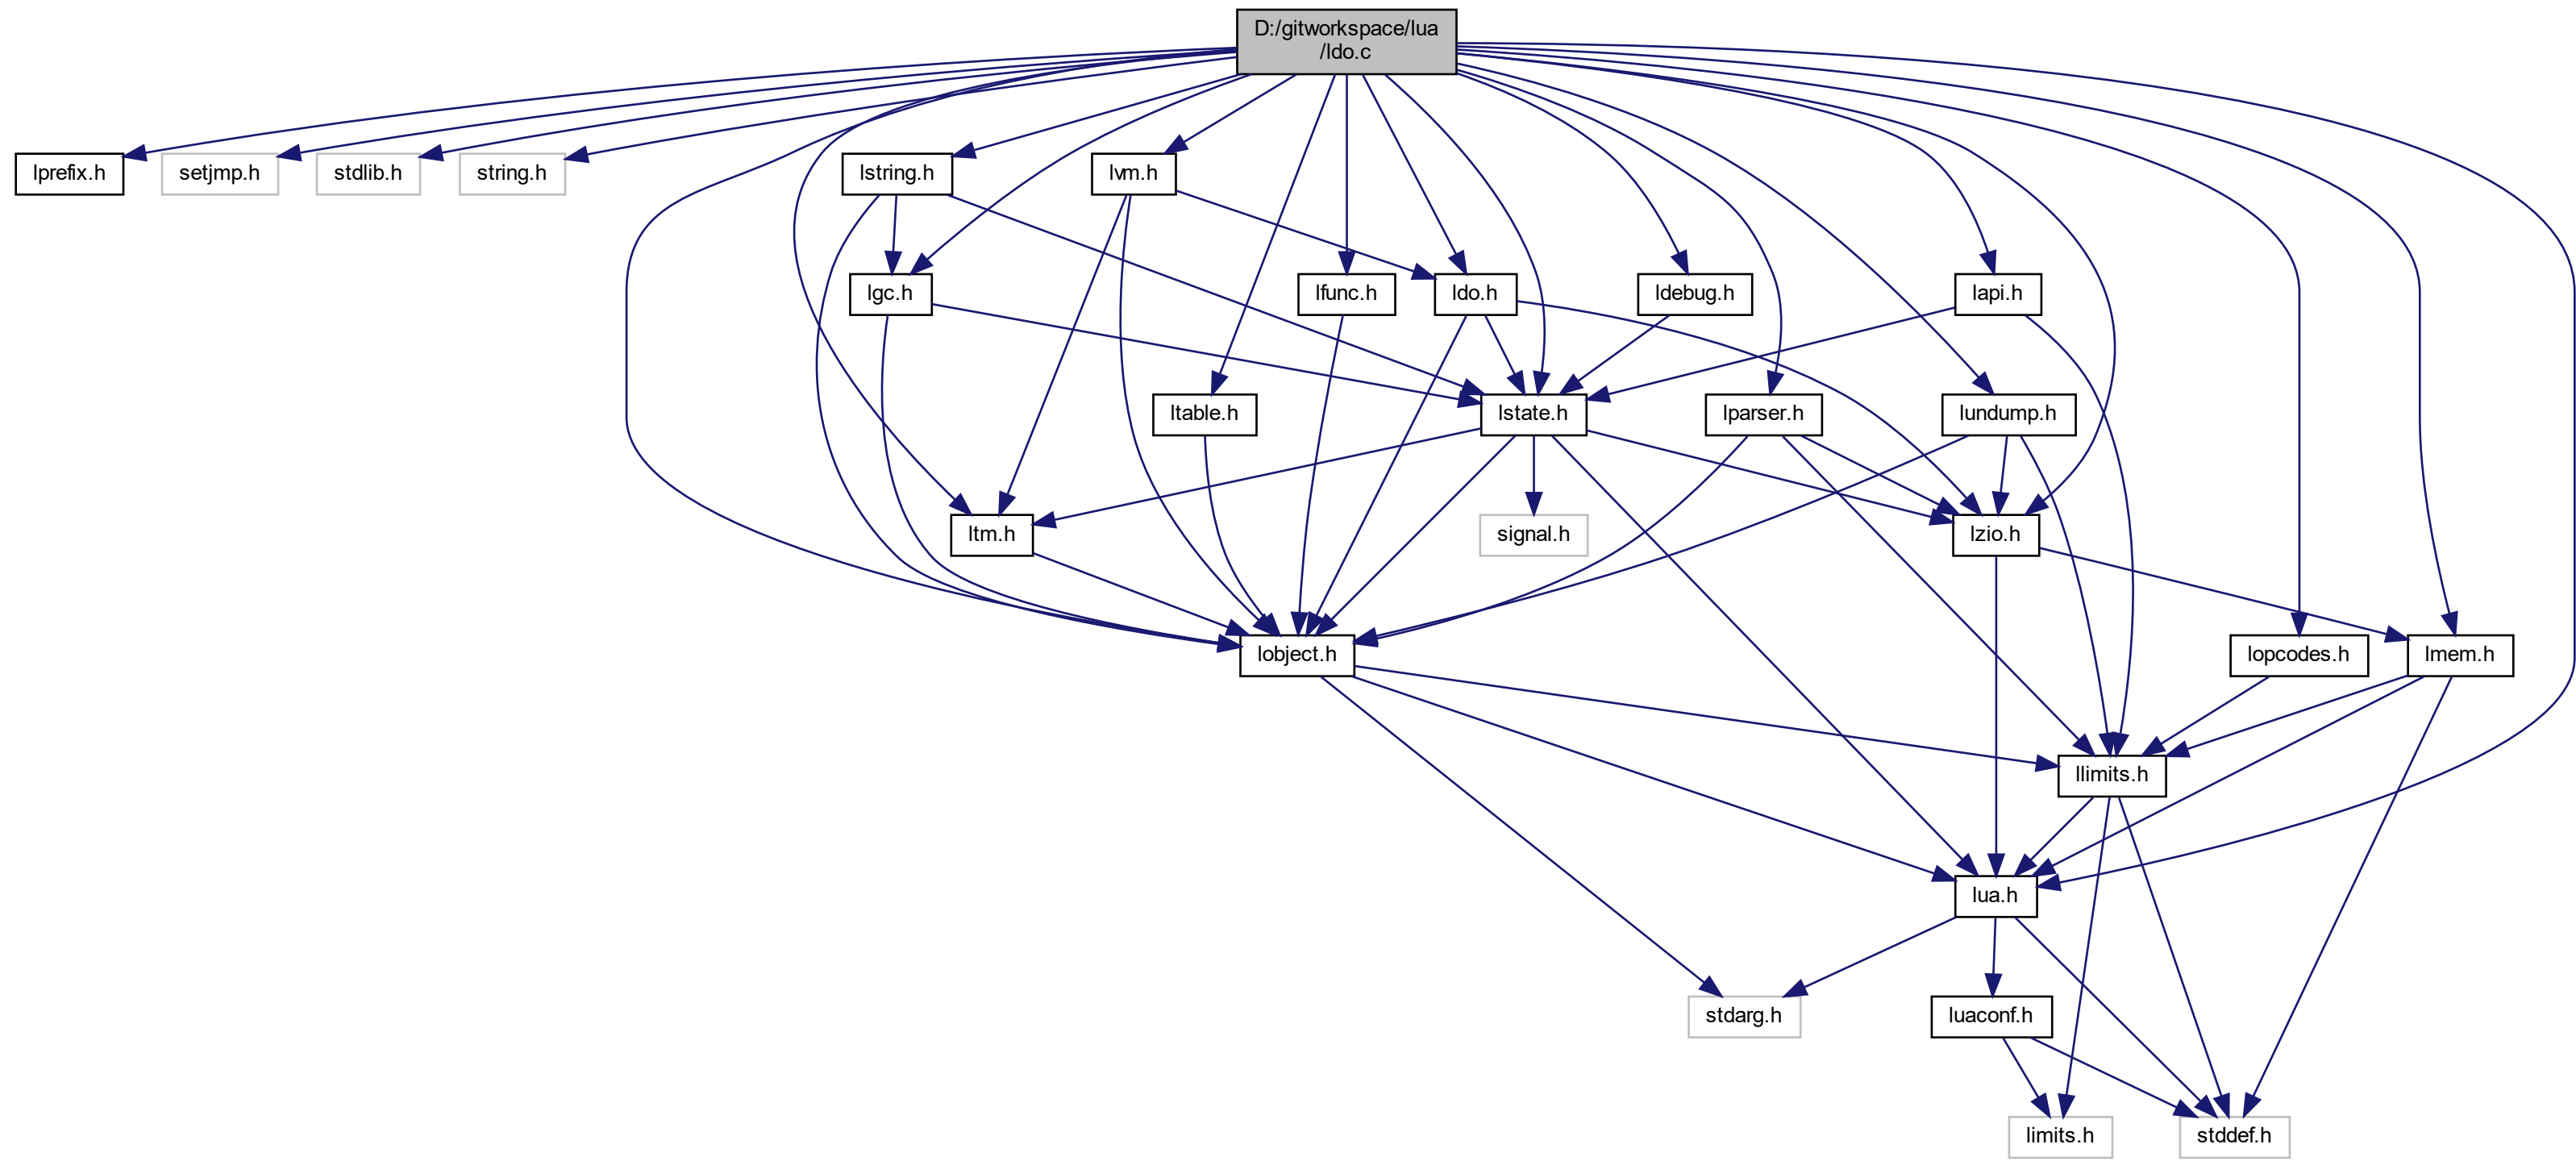 D:/gitworkspace/lua
/ldo.c
lprefix.h
setjmp.h
stdlib.h
string.h
lstring.h
lvm.h
lgc.h
lfunc.h
ldo.h
ldebug.h
lapi.h
ltable.h
lstate.h
lparser.h
lundump.h
ltm.h
signal.h
lzio.h
lobject.h
lopcodes.h
lmem.h
llimits.h
lua.h
stdarg.h
luaconf.h
limits.h
stddef.h